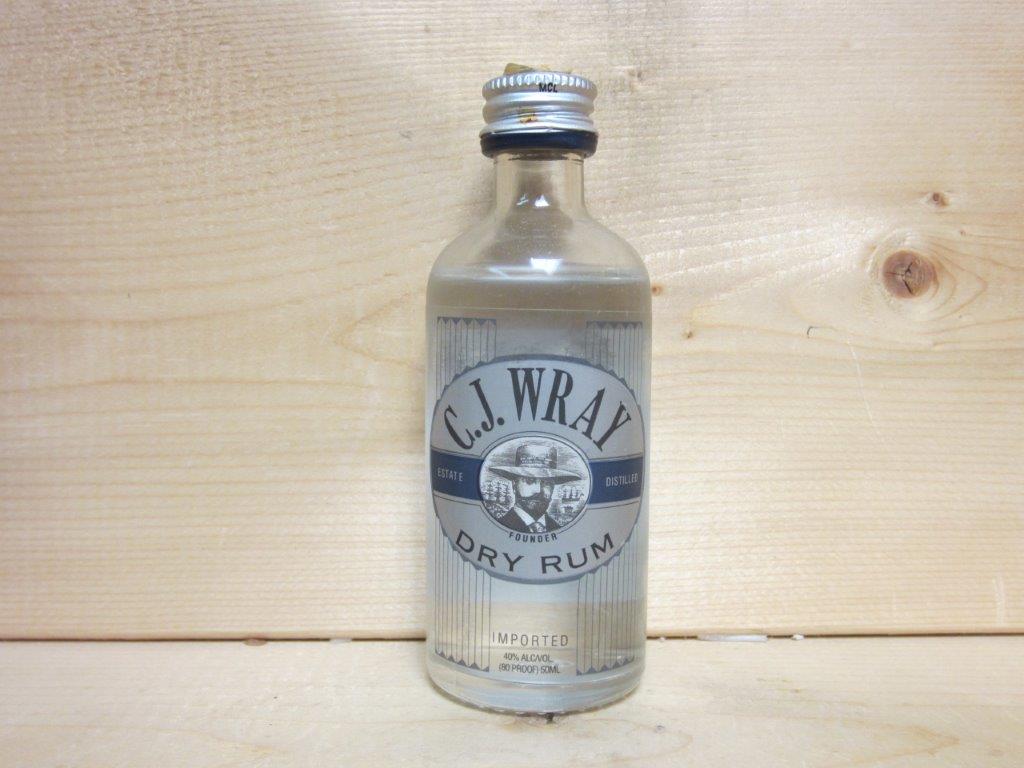 MCL
C.J. WRAY
ESTATE DISTILLED
FOUNDER
DRY RUM
IMPORTED
40% ALC/VOL.
(80 PROOF) 50ML